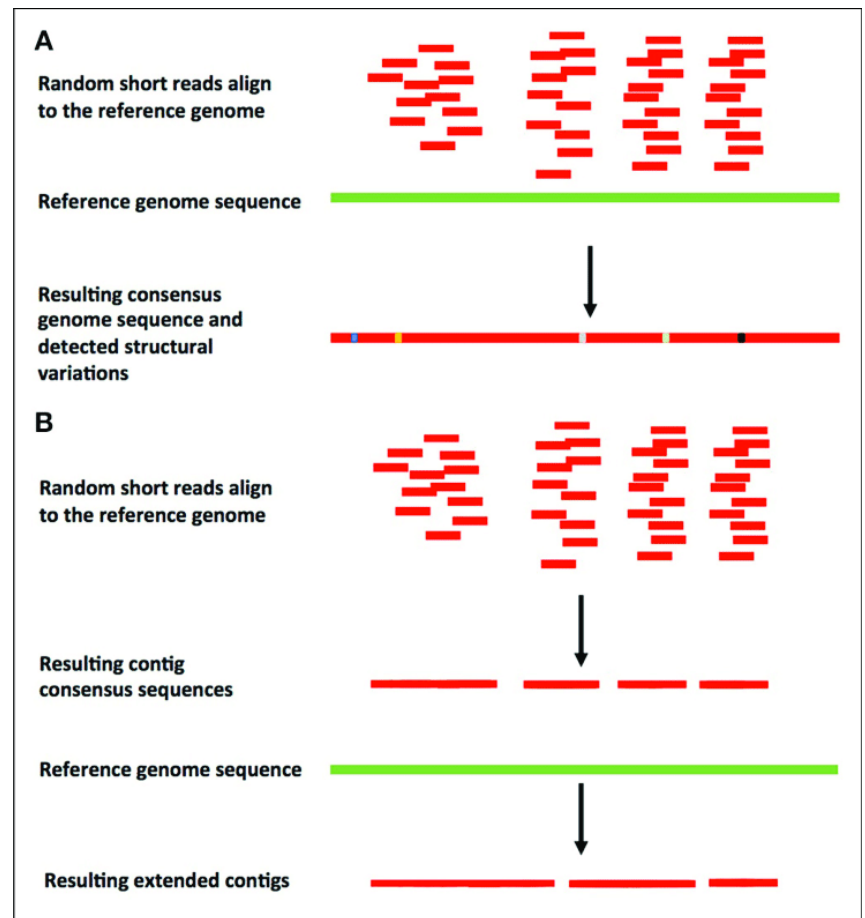 A
Random short reads align
to the reference genome
Reference genome sequence
Resulting consensus
genome sequence and
detected structural
variations
B
Random short reads align
to the reference genome
Resulting contig
consensus sequences
Reference genome sequence
Resulting extended contigs